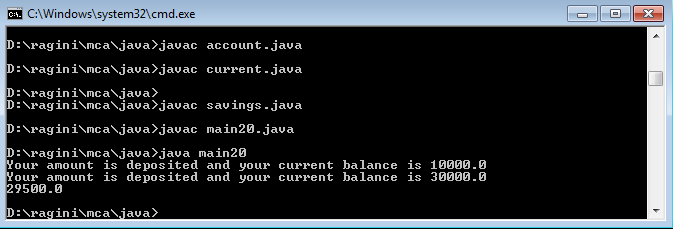 C:\Windows\system32\cmd.exe
D:\ragini\mca\java>javac account.java
D:\ragini\mca\java>javac current.java
D:\ragini\mca\java>
D:\ragini\mca\java>javac savings.java
D:\ragini\mca\java>javac main20.java
D:\ragini\mca\java>java main20
Your amount is deposited and your current balance is 10000.0
Your amount is deposited and your current balance is 30000.0
29500.0
D:\ragini\mca\java>